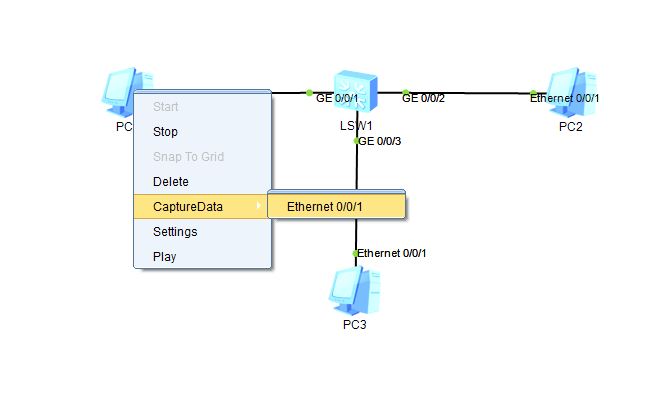 GE 0/0/1
GE 0/0/2
Ethernet 0/0/1
PC
LSW1
PC2
Start
Stop
GE 0/0/3
Snap To Grid
Delete
CaptureData
Ethernet 0/0/1
Settings
Play
Ethernet 0/0/1
PC3